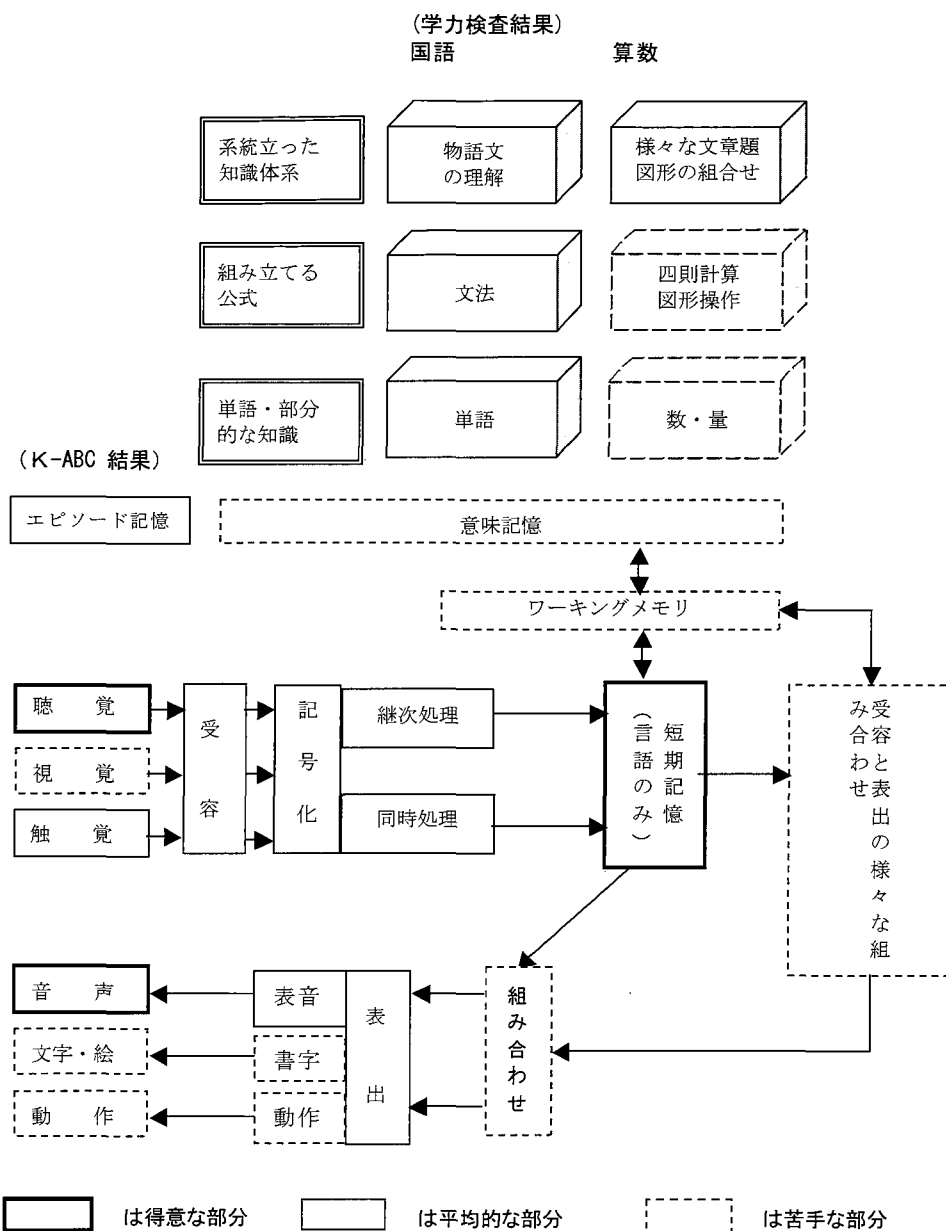 (学力検査結果)
国語 算数
系統立った
知識体系
物語文
の理解
様々な文章題
図形の組合せ
組み立てる
公式
文法
四則計算
図形操作
単語・部分
的な知識
単語
数・量
(K-ABC 結果)
エピソード記憶
意味記憶
ワーキングメモリ
聴 覚
視 覚
触 覚
受容
記号化
継次処理
同時処理
短期記憶
(言語のみ)
受容と表出の様々な組
み合わせ
音 声
文字・絵
動 作
表音
書字
動作
表出
組み合わせ
は得意な部分 は平均的な部分 は苦手な部分